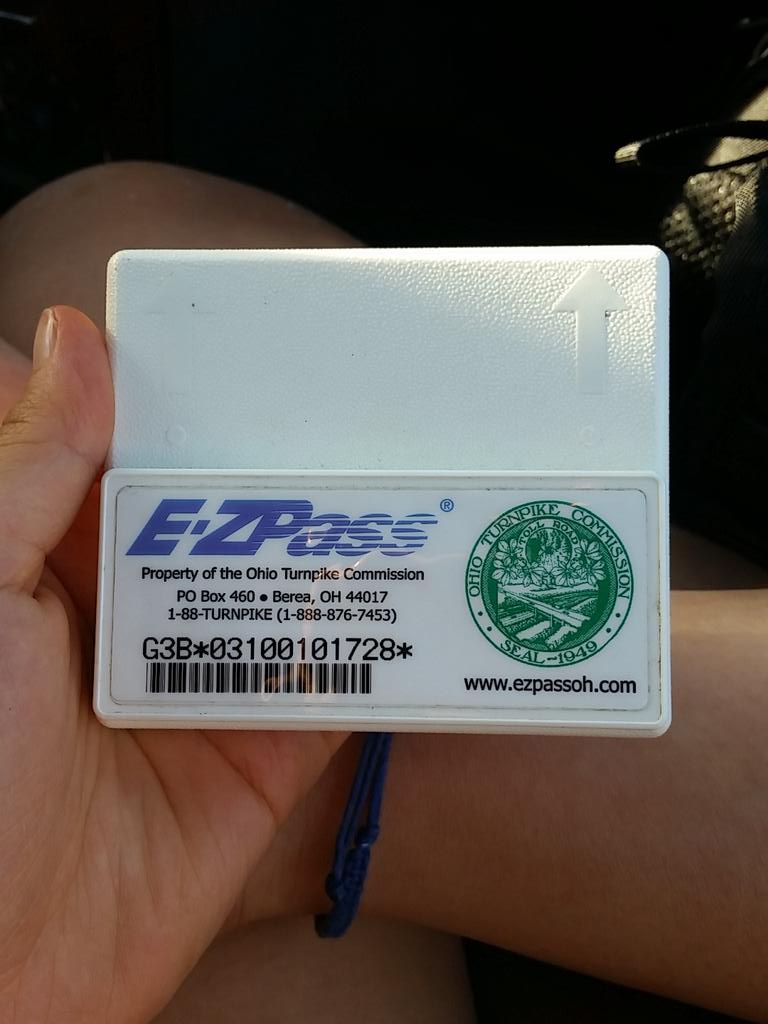 E-ZPass®
Property of the Ohio Turnpike Commission
PO Box 460 • Berea, OH 44017
1-88-TURNPIKE (1-888-876-7453)
G3B*03100101728*
OHIO TURNPIKE COMMISSION
TOLL ROAD
• SEAL-1949 •
www.ezpassoh.com